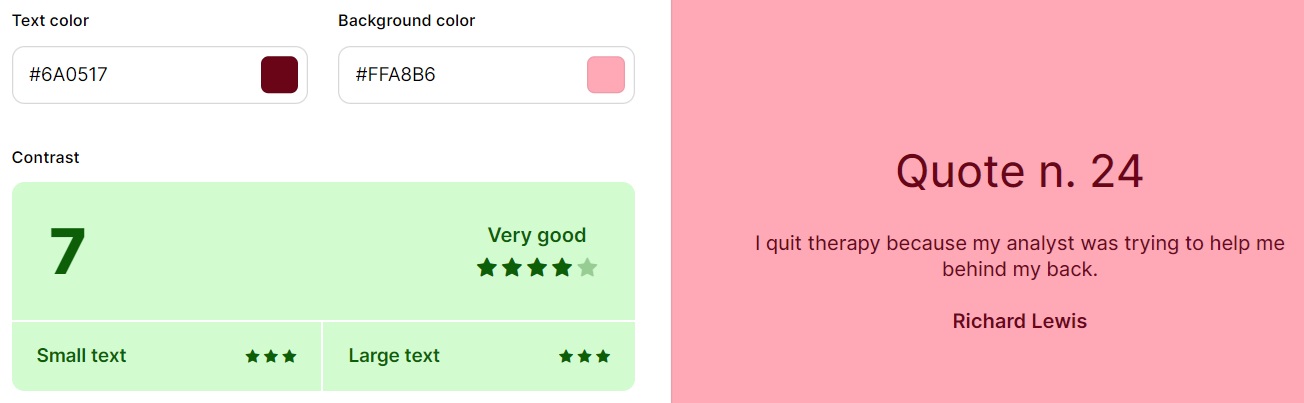 Text color
Background color
#6A0517
#FFA8B6
Contrast
7
Very good
Small text
Large text
Quote n. 24
I quit therapy because my analyst was trying to help me
behind my back.
Richard Lewis